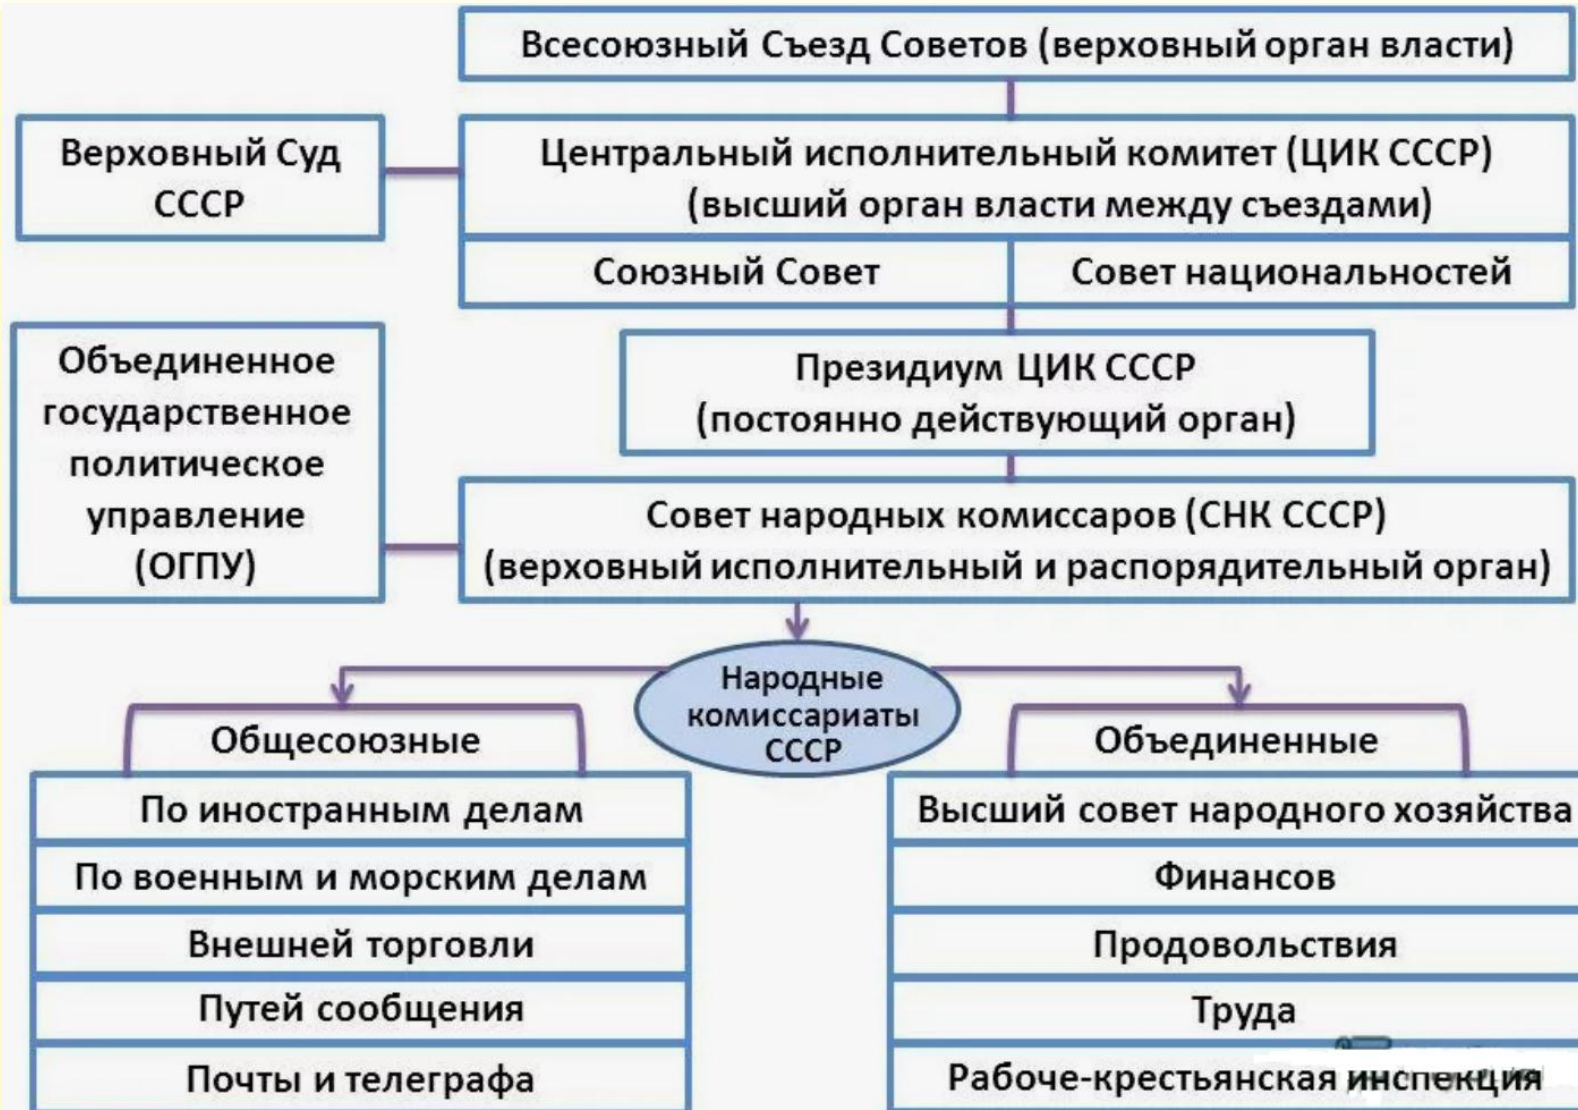 Всесоюзный Съезд Советов (верховный орган власти)
Верховный Суд
СССР
Центральный исполнительный комитет (ЦИК СССР)
(высший орган власти между съездами)
Союзный Совет
Совет национальностей
Объединенное
государственное
политическое
управление
(ОГПУ)
Президиум ЦИК СССР
(постоянно действующий орган)
Совет народных комиссаров (СНК СССР)
(верховный исполнительный и распорядительный орган)
Народные
комиссариаты
СССР
Общесоюзные
По иностранным делам
По военным и морским делам
Внешней торговли
Путей сообщения
Почты и телеграфа
Объединенные
Высший совет народного хозяйства
Финансов
Продовольствия
Труда
Рабоче-крестьянская инспекция